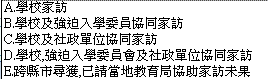 A.學校家訪
B.學校及強迫入學委員協同家訪
C.學校及社政單位協同家訪
D.學校,強迫入學委員會及社政單位家訪
E.跨縣市尋獲,已請當地教育局協助家訪未果